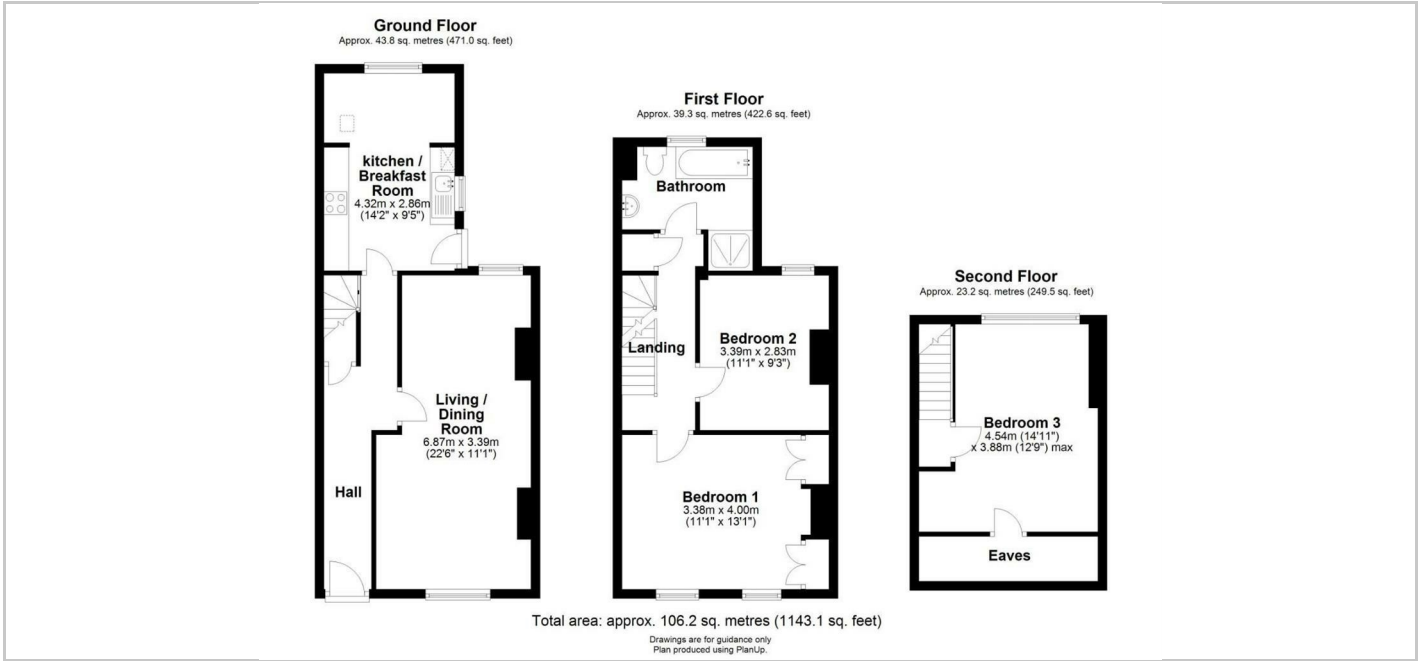 Ground Floor
Approx. 43.8 sq. metres (471.0 sq. feet)
kitchen /
Breakfast
Room
4.32m x 2.86m
(14'2" x 9'5")
Living /
Dining
Room
6.87m x 3.39m
(22'6" x 11'1")
Hall
First Floor
Approx. 39.3 sq. metres (422.6 sq. feet)
Bathroom
Landing
Bedroom 2
3.39m x 2.83m
(11'1" x 9'3")
Bedroom 1
3.38m x 4.00m
(11'1" x 13'1")
Second Floor
Approx. 23.2 sq. metres (249.5 sq. feet)
Bedroom 3
4.54m (14'11")
x 3.88m (12'9") max
Eaves
Total area: approx. 106.2 sq. metres (1143.1 sq. feet)
Drawings are for guidance only
Plan produced using PlanUp.